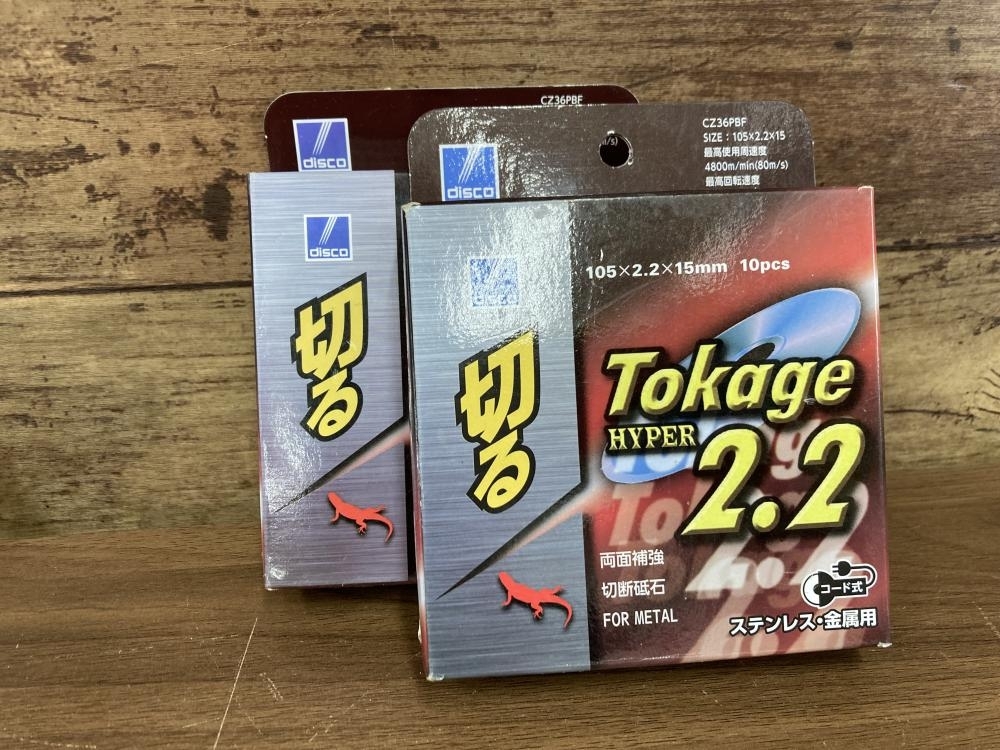 CZ36PBF
disco
disco
切る
CZ36PBF
SIZE：105×2.2×15
最高使用周速度
4800m/min(80m/s)
最高回転速度
disco
disco
105×2.2×15mm 10pcs
切る
Tokage
HYPER
2.2
両面補強
切断砥石
FOR METAL
コード式
ステンレス・金属用